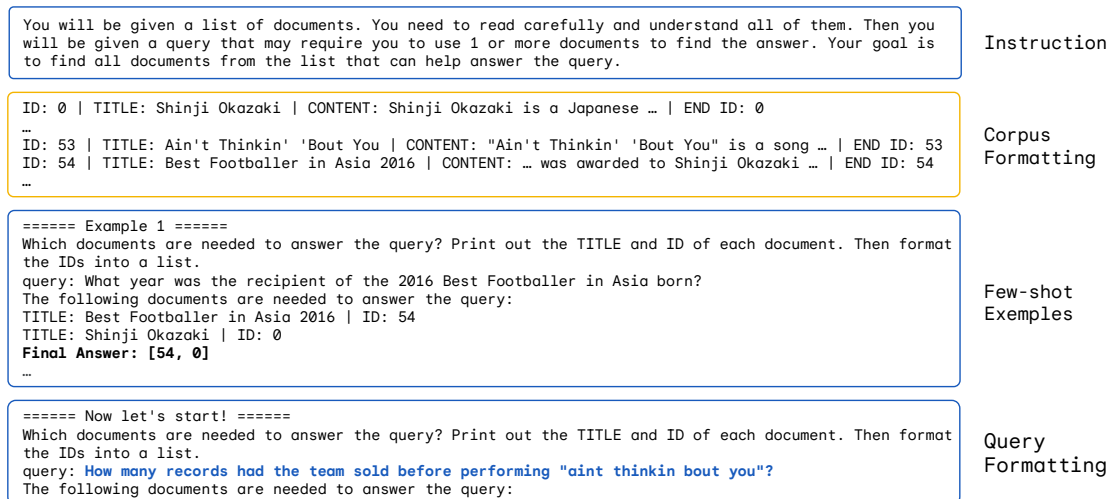 You will be given a list of documents. You need to read carefully and understand all of them. Then you
will be given a query that may require you to use 1 or more documents to find the answer. Your goal is
to find all documents from the list that can help answer the query.
Instruction
ID: 0 | TITLE: Shinji Okazaki | CONTENT: Shinji Okazaki is a Japanese … | END ID: 0
…
ID: 53 | TITLE: Ain't Thinkin' 'Bout You | CONTENT: "Ain't Thinkin' 'Bout You" is a song … | END ID: 53
ID: 54 | TITLE: Best Footballer in Asia 2016 | CONTENT: … was awarded to Shinji Okazaki … | END ID: 54
…
Corpus
Formatting
====== Example 1 ======
Which documents are needed to answer the query? Print out the TITLE and ID of each document. Then format
the IDs into a list.
query: What year was the recipient of the 2016 Best Footballer in Asia born?
The following documents are needed to answer the query:
TITLE: Best Footballer in Asia 2016 | ID: 54
TITLE: Shinji Okazaki | ID: 0
Final Answer: [54, 0]
…
Few-shot
Exemples
====== Now let's start! ======
Which documents are needed to answer the query? Print out the TITLE and ID of each document. Then format
the IDs into a list.
query: How many records had the team sold before performing "aint thinkin bout you"?
The following documents are needed to answer the query:
Query
Formatting